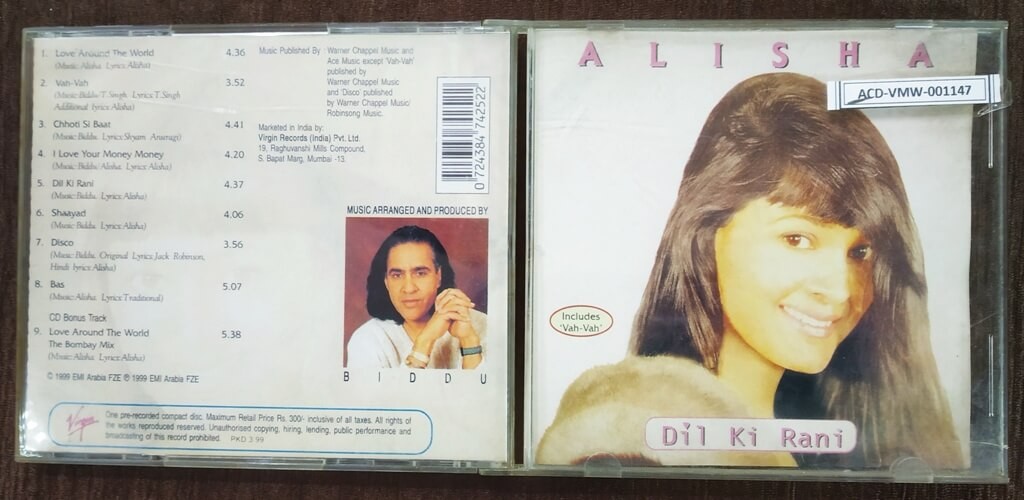 1. Love Around The World 4.36
(Music: Alisha Lyrics: Alisha)
2. Vah-Vah 3.52
(Music: Biddu/T. Singh Lyrics: T. Singh
Additional lyrics: Alisha)
3. Chhoti Si Baat 4.41
(Music: Biddu Lyrics: Shyam Anuragi)
4. I Love Your Money Money 4.20
(Music: Biddu/Alisha Lyrics: Alisha)
5. Dil Ki Rani 4.37
(Music: Biddu Lyrics: Alisha)
6. Shaayad 4.06
(Music: Biddu Lyrics: Alisha)
7. Disco 3.56
(Music: Biddu Original Lyrics: Jack Robinson,
Hindi lyrics: Alisha)
8. Bas 5.07
(Music: Alisha Lyrics: Traditional)
CD Bonus Track
9. Love Around The World 5.38
The Bombay Mix
(Music: Alisha Lyrics: Alisha)
© 1999 EMI Arabia FZE ℗ 1999 EMI Arabia FZE
Music Published By : Warner Chappel Music and
Ace Music except 'Vah-Vah'
published by
Warner Chappel Music
and 'Disco' published
by Warner Chappel Music/
Robinsong Music.
Marketed in India by:
Virgin Records (India) Pvt. Ltd.
19, Raghuvanshi Mills Compound,
S. Bapat Marg, Mumbai -13.
0 724384 742522
MUSIC ARRANGED AND PRODUCED BY
BIDDU
Virgin
One pre-recorded compact disc. Maximum Retail Price Rs. 300/- inclusive of all taxes. All rights of
the works reproduced reserved. Unauthorised copying, hiring, lending, public performance and
broadcasting of this record prohibited. PKD 3.99
ALISHA
ACD-VMW-001147
Includes
'Vah-Vah'
Dil Ki Rani